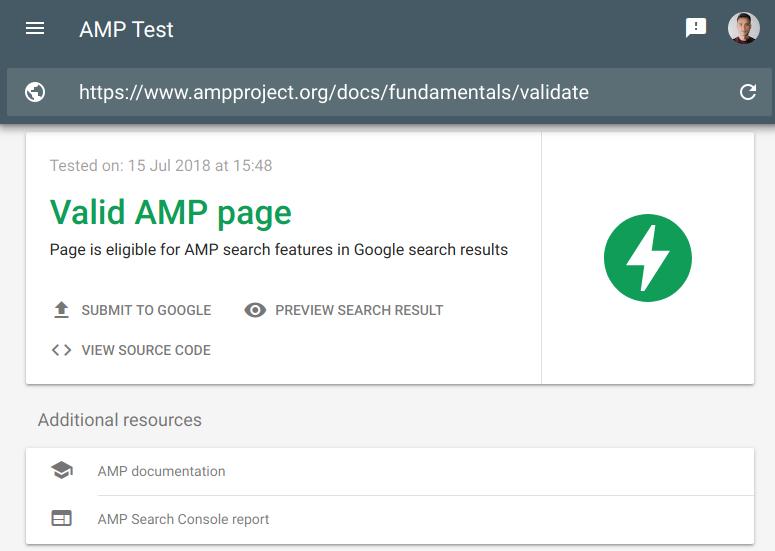 AMP Test
https://www.ampproject.org/docs/fundamentals/validate
Tested on: 15 Jul 2018 at 15:48
Valid AMP page
Page is eligible for AMP search features in Google search results
SUBMIT TO GOOGLE
PREVIEW SEARCH RESULT
VIEW SOURCE CODE
Additional resources
AMP documentation
AMP Search Console report